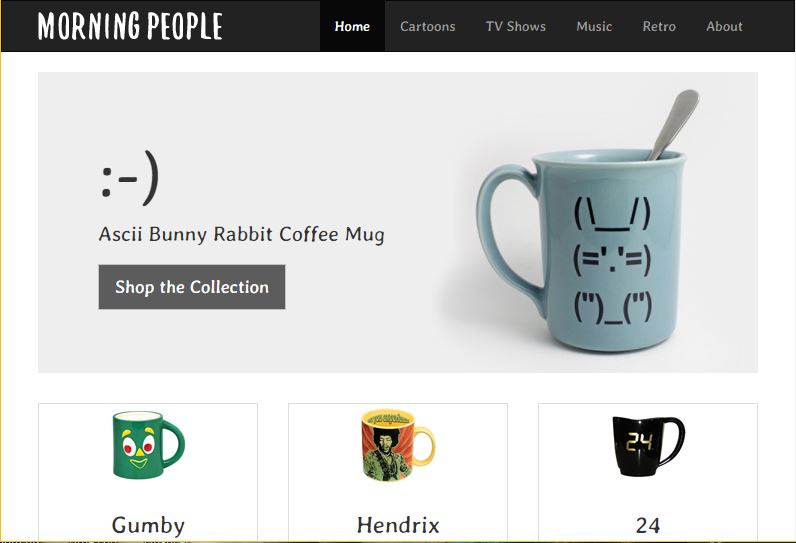 MORNING PEOPLE
Home
Cartoons
TV Shows
Music
Retro
About
:-)
Ascii Bunny Rabbit Coffee Mug
Shop the Collection
(\__/)
(='.'=)
(")_(")
24
Gumby
Hendrix
24